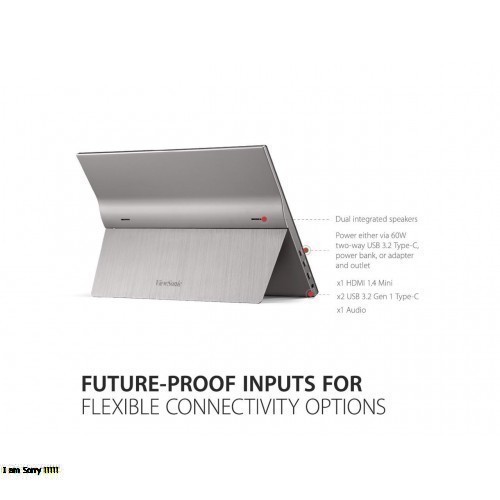 Dual integrated speakers
Power either via 60W
two-way USB 3.2 Type-C,
power bank, or adapter
and outlet
x1 HDMI 1.4 Mini
x2 USB 3.2 Gen 1 Type-C
x1 Audio
ViewSonic
FUTURE-PROOF INPUTS FOR
FLEXIBLE CONNECTIVITY OPTIONS
I am Sorry !!!!!